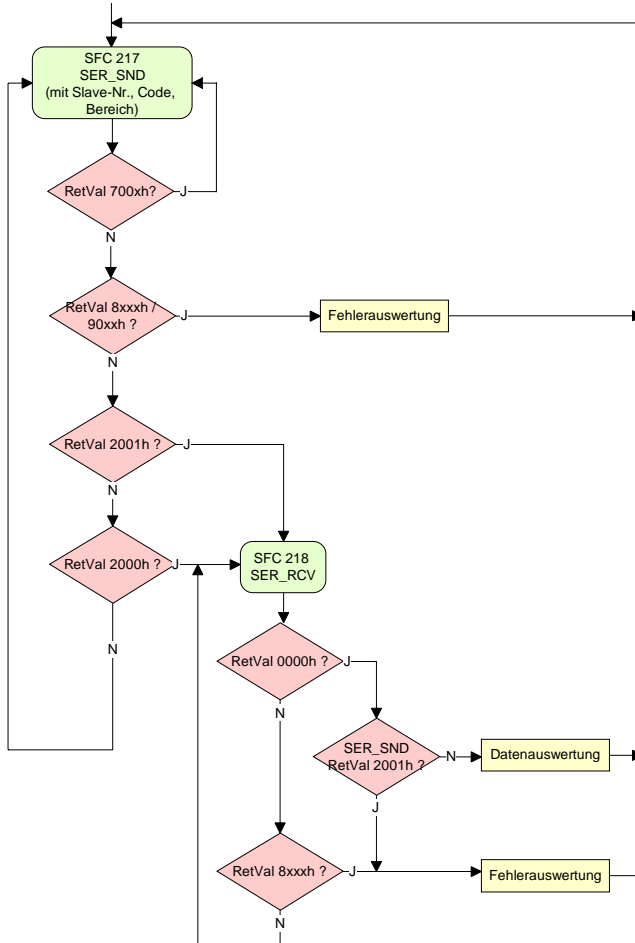 SFC 217
SER_SND
(mit Slave-Nr., Code,
Bereich)
RetVal 700xh?
J
N
RetVal 8xxxh /
90xxh ?
J
Fehlerauswertung
N
RetVal 2001h ?
J
N
RetVal 2000h ?
J
SFC 218
SER_RCV
N
RetVal 0000h ?
J
N
SER_SND
RetVal 2001h ?
N
Datenauswertung
J
RetVal 8xxxh ?
J
Fehlerauswertung
N